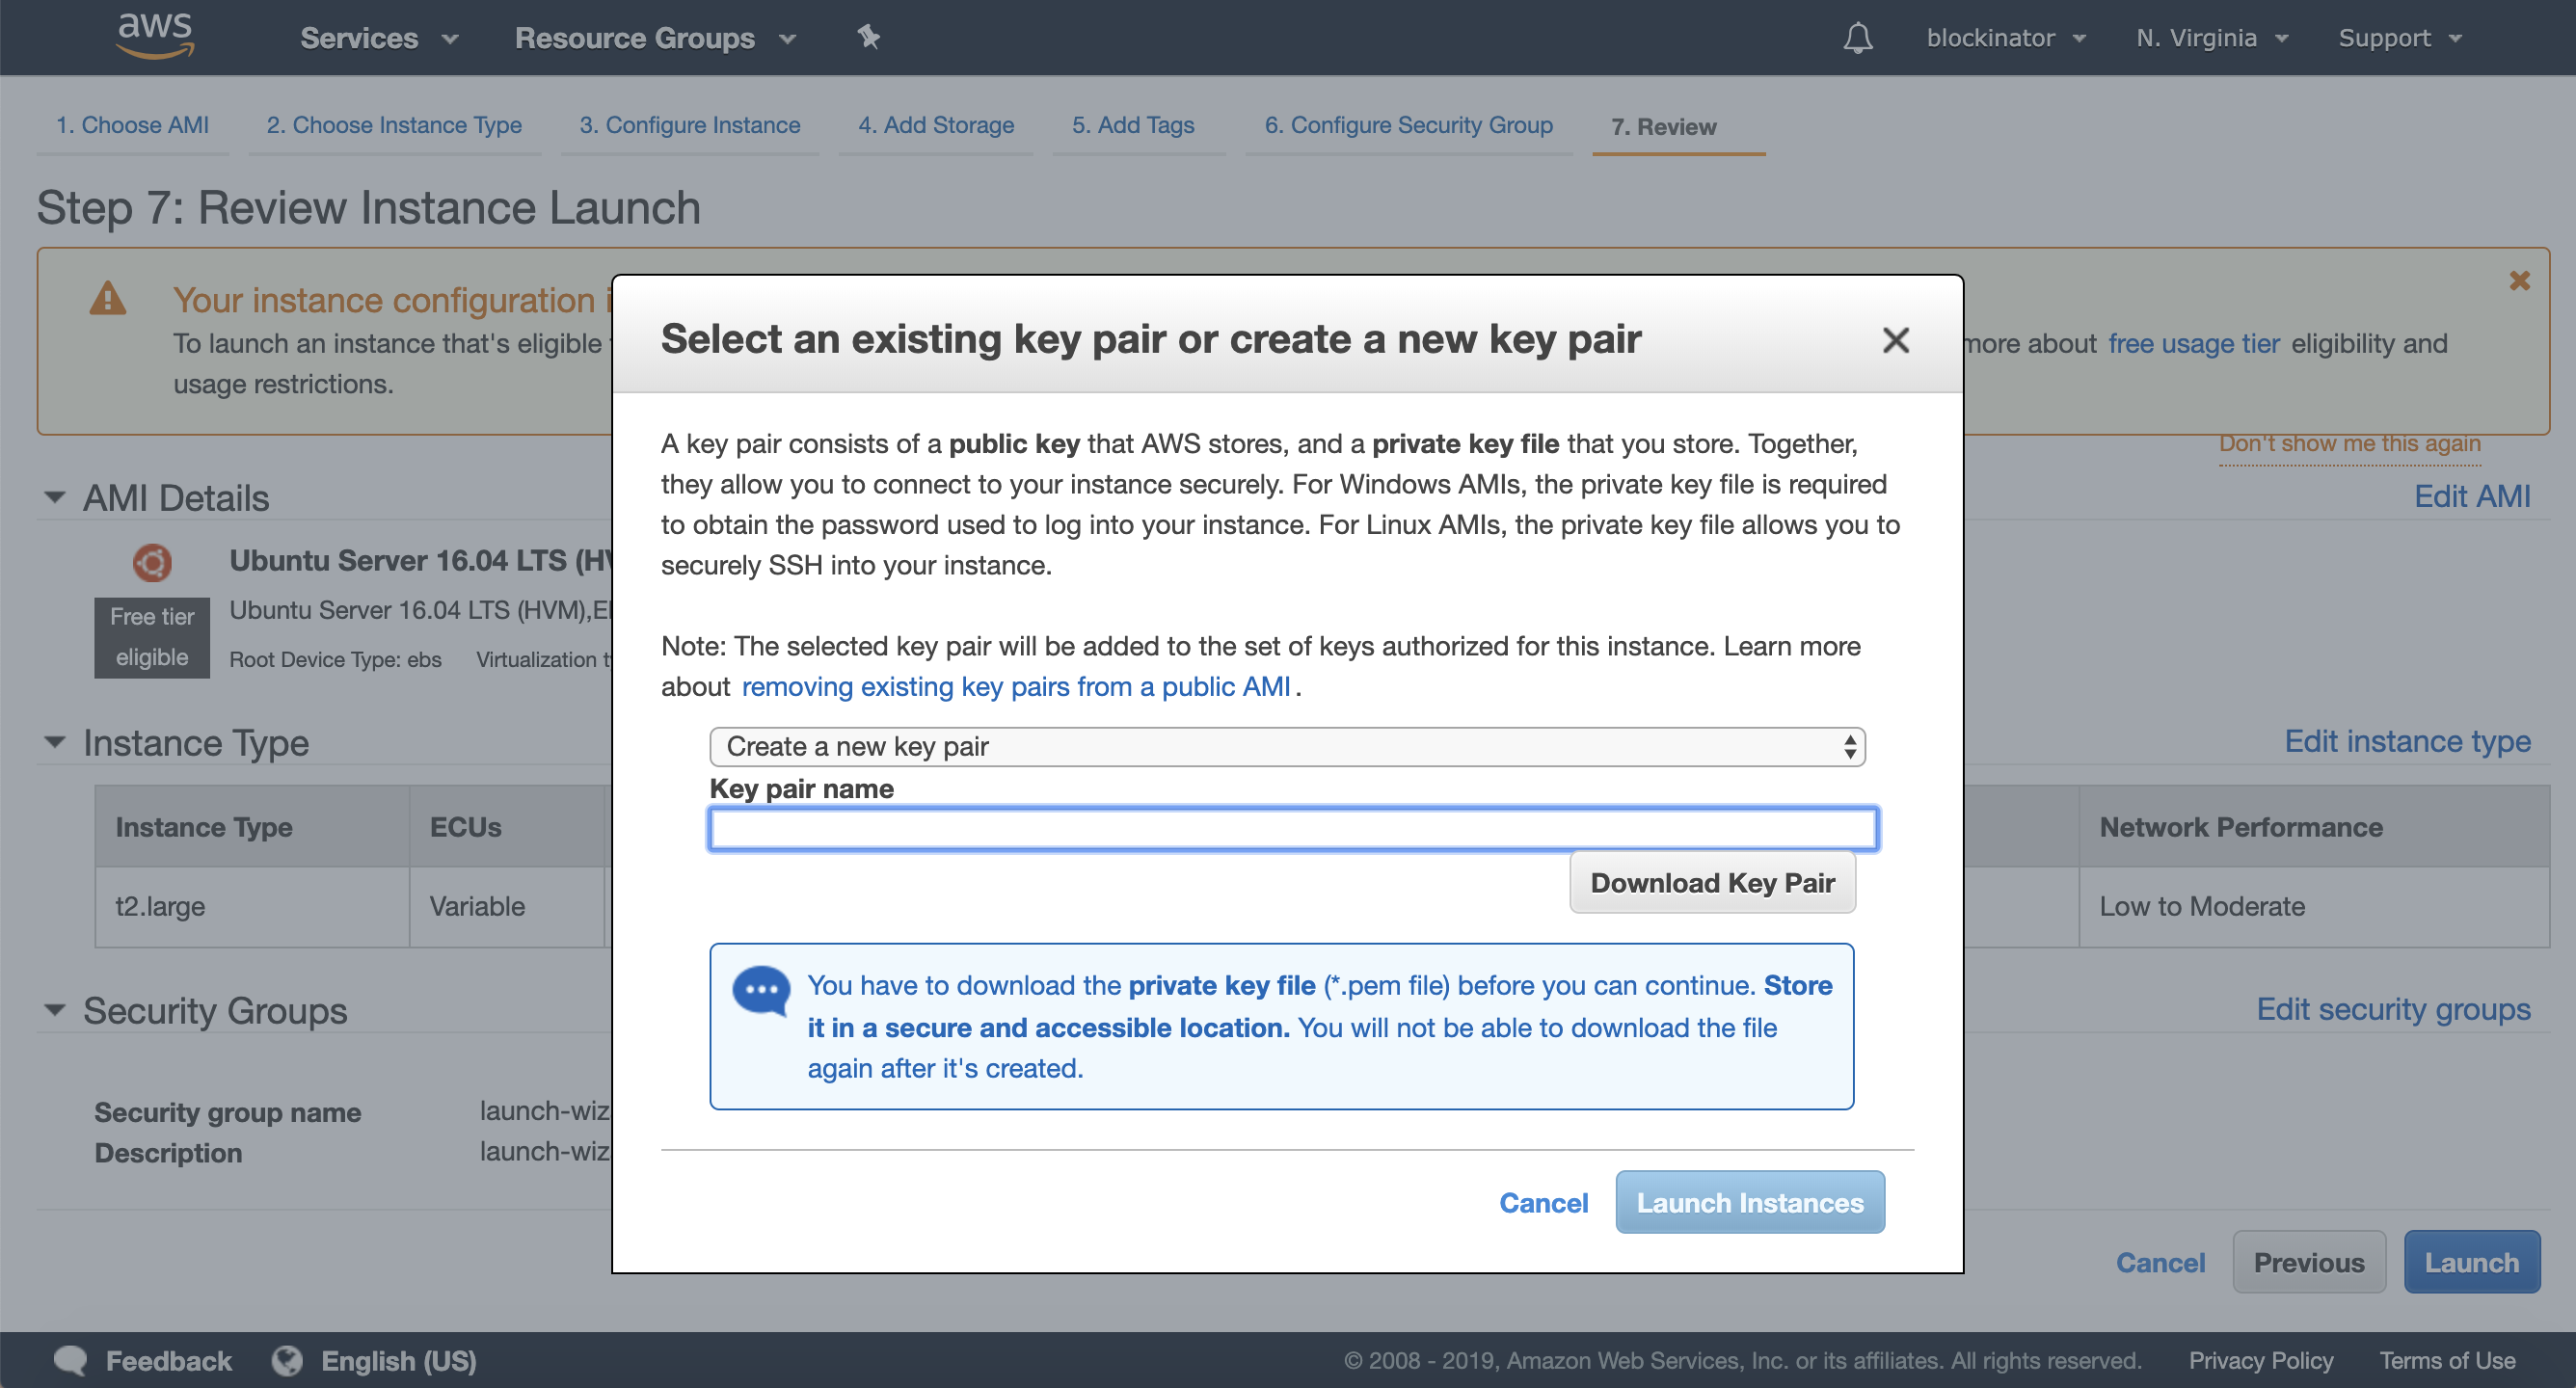 aws
Services
Resource Groups
blockinator
N. Virginia
Support
1. Choose AMI
2. Choose Instance Type
3. Configure Instance
4. Add Storage
5. Add Tags
6. Configure Security Group
7. Review
Step 7: Review Instance Launch
Your instance configuration
To launch an instance that's eligible
more about free usage tier eligibility and
usage restrictions.
Don't show me this again
Select an existing key pair or create a new key pair
A key pair consists of a public key that AWS stores, and a private key file that you store. Together,
they allow you to connect to your instance securely. For Windows AMIs, the private key file is required
to obtain the password used to log into your instance. For Linux AMIs, the private key file allows you to
securely SSH into your instance.
Note: The selected key pair will be added to the set of keys authorized for this instance. Learn more
about removing existing key pairs from a public AMI .
Create a new key pair
Key pair name
Download Key Pair
You have to download the private key file (*.pem file) before you can continue. Store
it in a secure and accessible location. You will not be able to download the file
again after it's created.
Cancel
Launch Instances
AMI Details
Edit AMI
Ubuntu Server 16.04 LTS
Free tier
eligible
Ubuntu Server 16.04 LTS (HVM),
Root Device Type: ebs
Virtualization
Instance Type
Edit instance type
Instance Type
ECUs
Network Performance
t2.large
Variable
Low to Moderate
Security Groups
Edit security groups
Security group name
launch-wiz
Description
launch-wiz
Cancel
Previous
Launch
Feedback
English (US)
© 2008 - 2019, Amazon Web Services, Inc. or its affiliates. All rights reserved.
Privacy Policy
Terms of Use